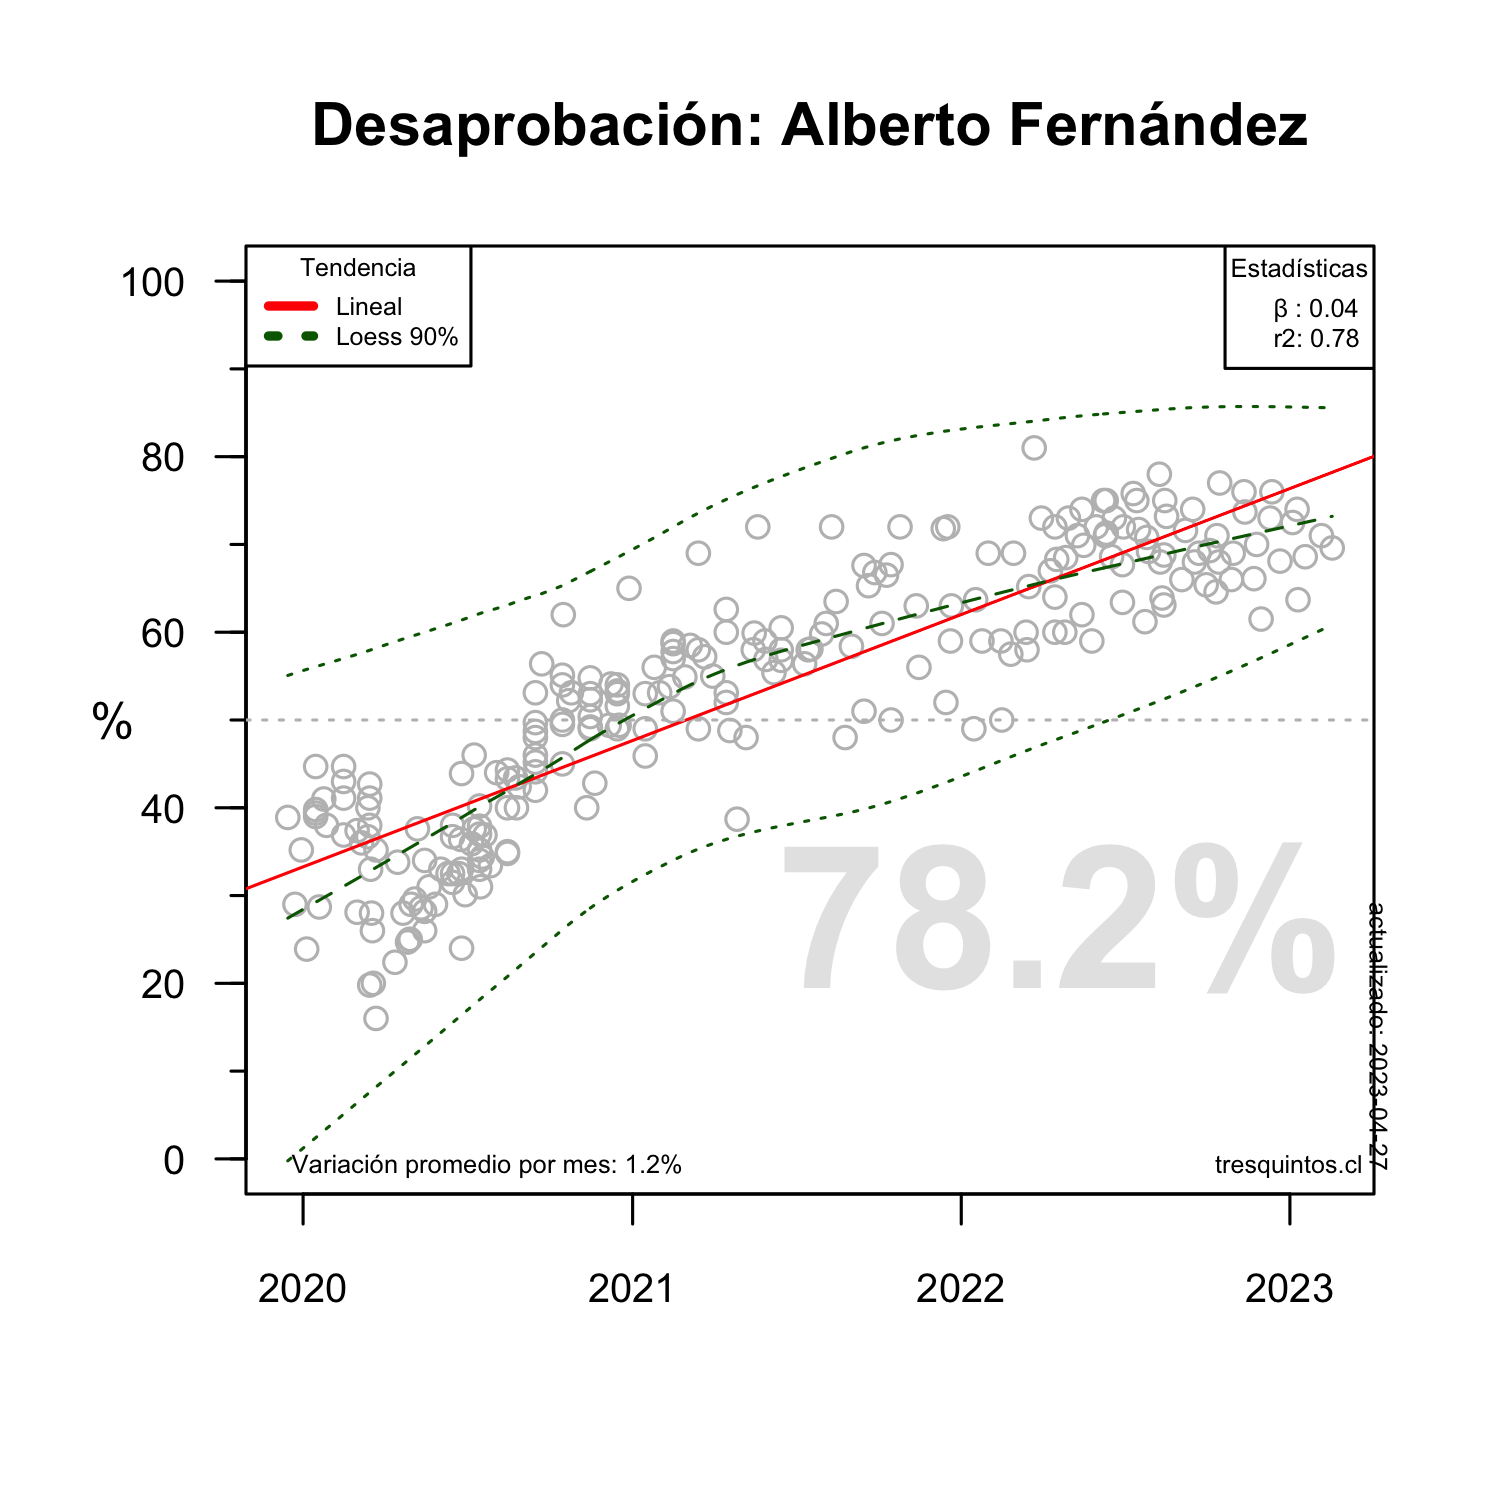 Desaprobación: Alberto Fernández
Tendencia
Lineal
Loess 90%
Estadísticas
β : 0.04
r2: 0.78
100
80
60
40
20
0
%
78.2%
actualizado: 2023-04-27
Variación promedio por mes: 1.2%
tresquintos.cl
2020
2021
2022
2023